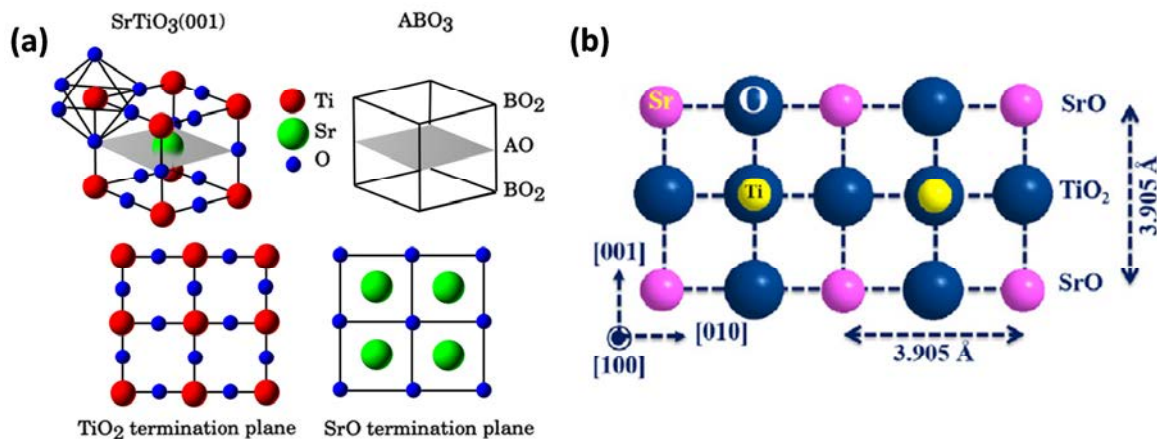 (a)
SrTiO₃(001)
ABO₃
Ti
Sr
O
BO₂
AO
BO₂
TiO₂ termination plane
SrO termination plane
(b)
Sr
O
SrO
Ti
TiO₂
SrO
3.905 Å
[001]
[010]
[100]
3.905 Å